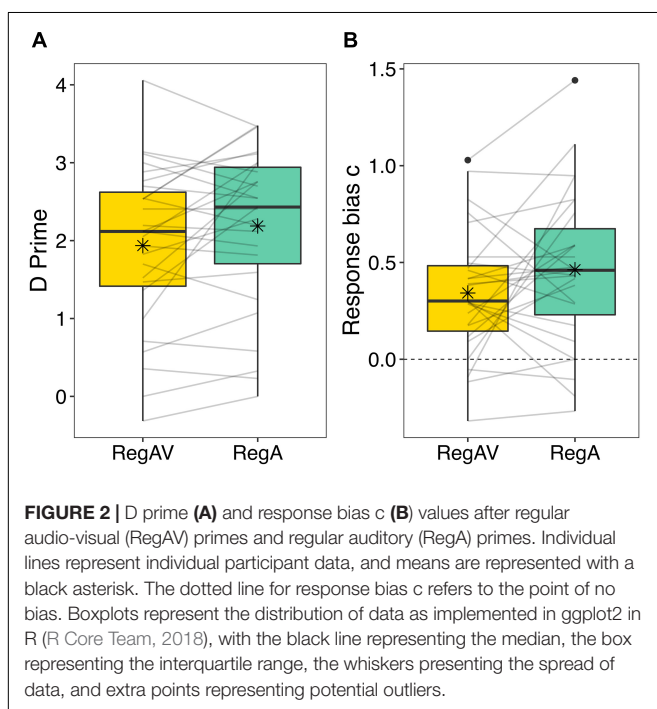 A
B
4
3
2
1
0
D Prime
RegAV
RegA
1.5
1.0
0.5
0.0
Response bias c
RegAV
RegA
FIGURE 2 | D prime (A) and response bias c (B) values after regular
audio-visual (RegAV) primes and regular auditory (RegA) primes. Individual
lines represent individual participant data, and means are represented with a
black asterisk. The dotted line for response bias c refers to the point of no
bias. Boxplots represent the distribution of data as implemented in ggplot2 in
R (R Core Team, 2018), with the black line representing the median, the box
representing the interquartile range, the whiskers presenting the spread of
data, and extra points representing potential outliers.